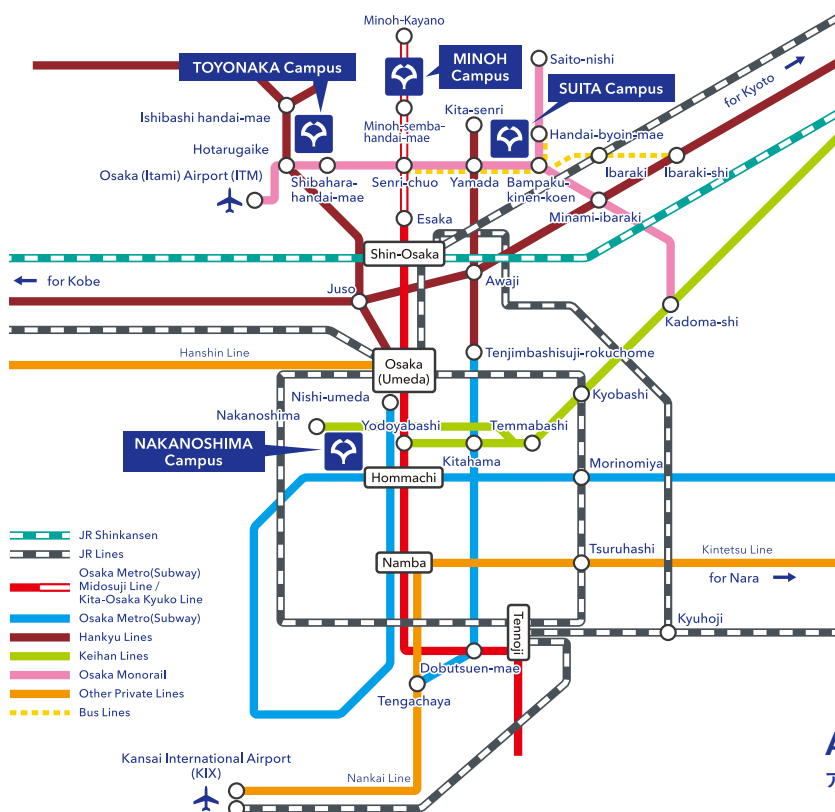 Minoh-Kayano
TOYONAKA Campus
MINOH
Campus
Saito-nishi
SUITA Campus
for Kyoto
Ishibashi handai-mae
Kita-senri
Minoh-semba-
handai-mae
Handai-byoin-mae
Hotarugaike
Osaka (Itami) Airport (ITM)
Shibahara-
handai-mae
Senri-chuo
Yamada
Bampaku-
kinen-koen
Ibaraki
Ibaraki-shi
Minami-ibaraki
Esaka
Shin-Osaka
for Kobe
Juso
Awaji
Kadoma-shi
Hanshin Line
Osaka
(Umeda)
Tenjimbashisuji-rokuchome
Nishi-umeda
Kyobashi
Nakanoshima
Yodoyabashi
Temmabashi
NAKANOSHIMA
Campus
Kitahama
Hommachi
Morinomiya
JR Shinkansen
JR Lines
Osaka Metro(Subway)
Midosuji Line /
Kita-Osaka Kyuko Line
Osaka Metro(Subway)
Hankyu Lines
Keihan Lines
Osaka Monorail
Other Private Lines
Bus Lines
Namba
Tsuruhashi
Kintetsu Line
for Nara
Tennoji
Kyuhoji
Dobutsuen-mae
Tengachaya
Kansai International Airport
(KIX)
Nankai Line
A
ア